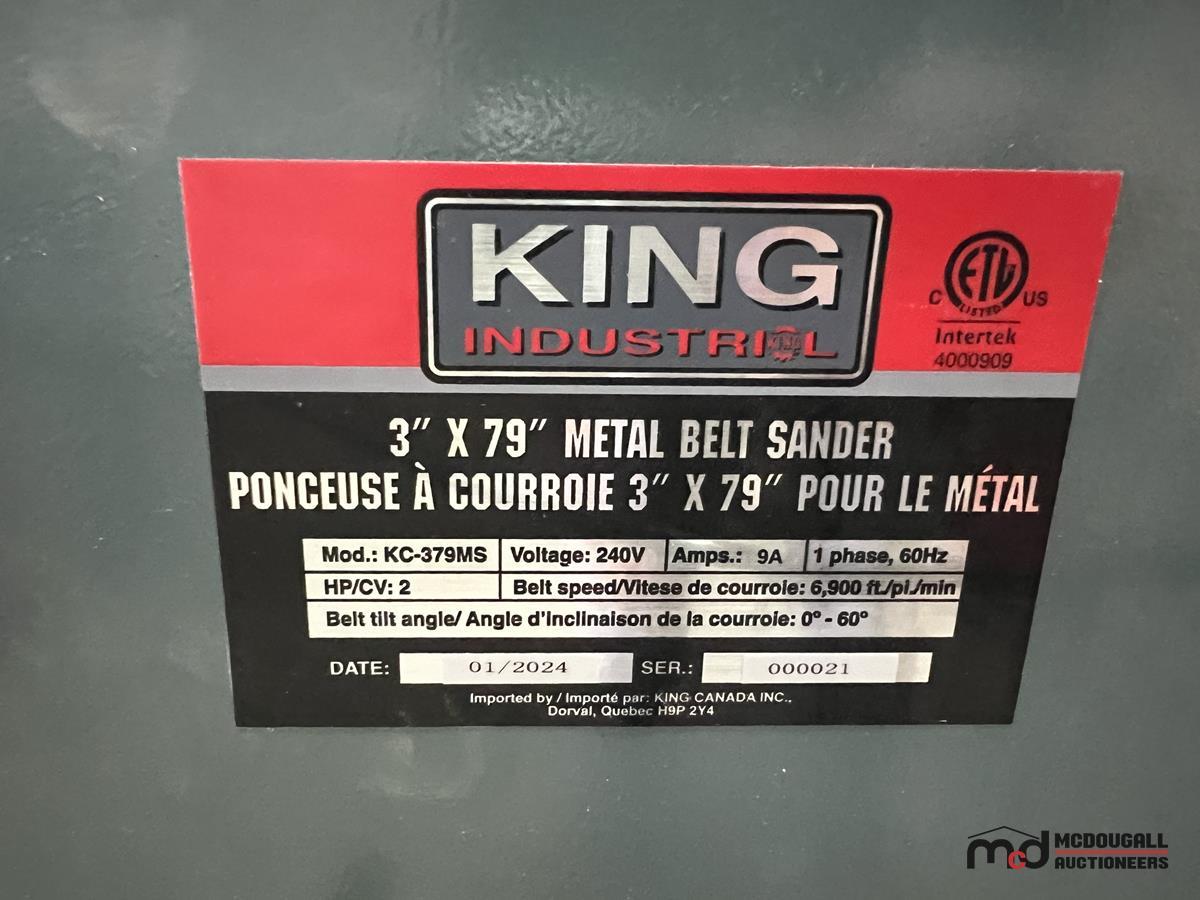 KING
INDUSTRIAL
KING
C ETL US
LISTED
Intertek
4000909
3" X 79" METAL BELT SANDER
PONCEUSE À COURROIE 3" X 79" POUR LE MÉTAL
Mod.: KC-379MS Voltage: 240V Amps.: 9A 1 phase, 60Hz
HP/CV: 2 Belt speed/Vitese de courroie: 6,900 ft./pi./min
Belt tilt angle/ Angle d'inclinaison de la courroie: 0° - 60°
DATE: 01/2024 SER.: 000021
Imported by / Importé par: KING CANADA INC.,
Dorval, Quebec H9P 2Y4
mcd MCDOUGALL
AUCTIONEERS